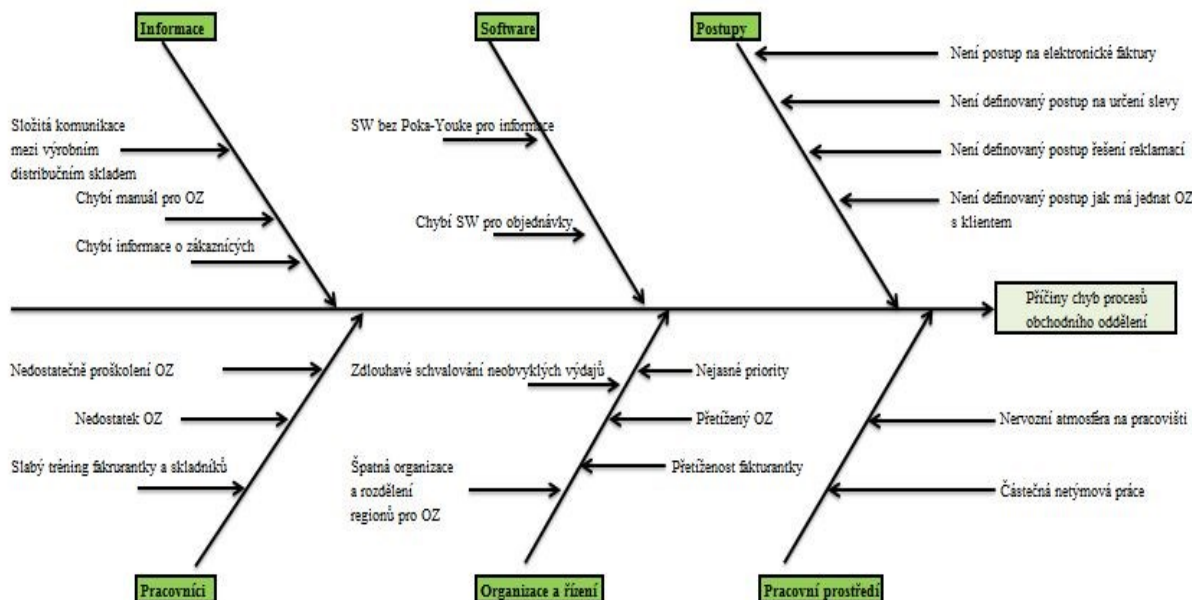 Informace
Software
Postupy
Není postup na elektronické faktury
Není definovaný postup na určení slevy
Není definovaný postup řešení reklamací
Není definovaný postup jak má jednat OZ
s klientem
SW bez Poka-Youke pro informace
Chybí SW pro objednávky
Složitá komunikace
mezi výrobním
distribučním skladem
Chybí manuál pro OZ
Chybí informace o zákaznících
Příčiny chyb procesů
obchodního oddělení
Nedostatečně proškolení OZ
Nedostatek OZ
Slabý tréning fakrurantky a skladníků
Zdlouhavé schvalování neobvyklých výdajů
Nejasné priority
Přetížený OZ
Přetíženost fakturantky
Špatná organizace
a rozdělení
regionů pro OZ
Nervozní atmosféra na pracovišti
Částečná netýmová práce
Pracovníci
Organizace a řízení
Pracovní prostředí